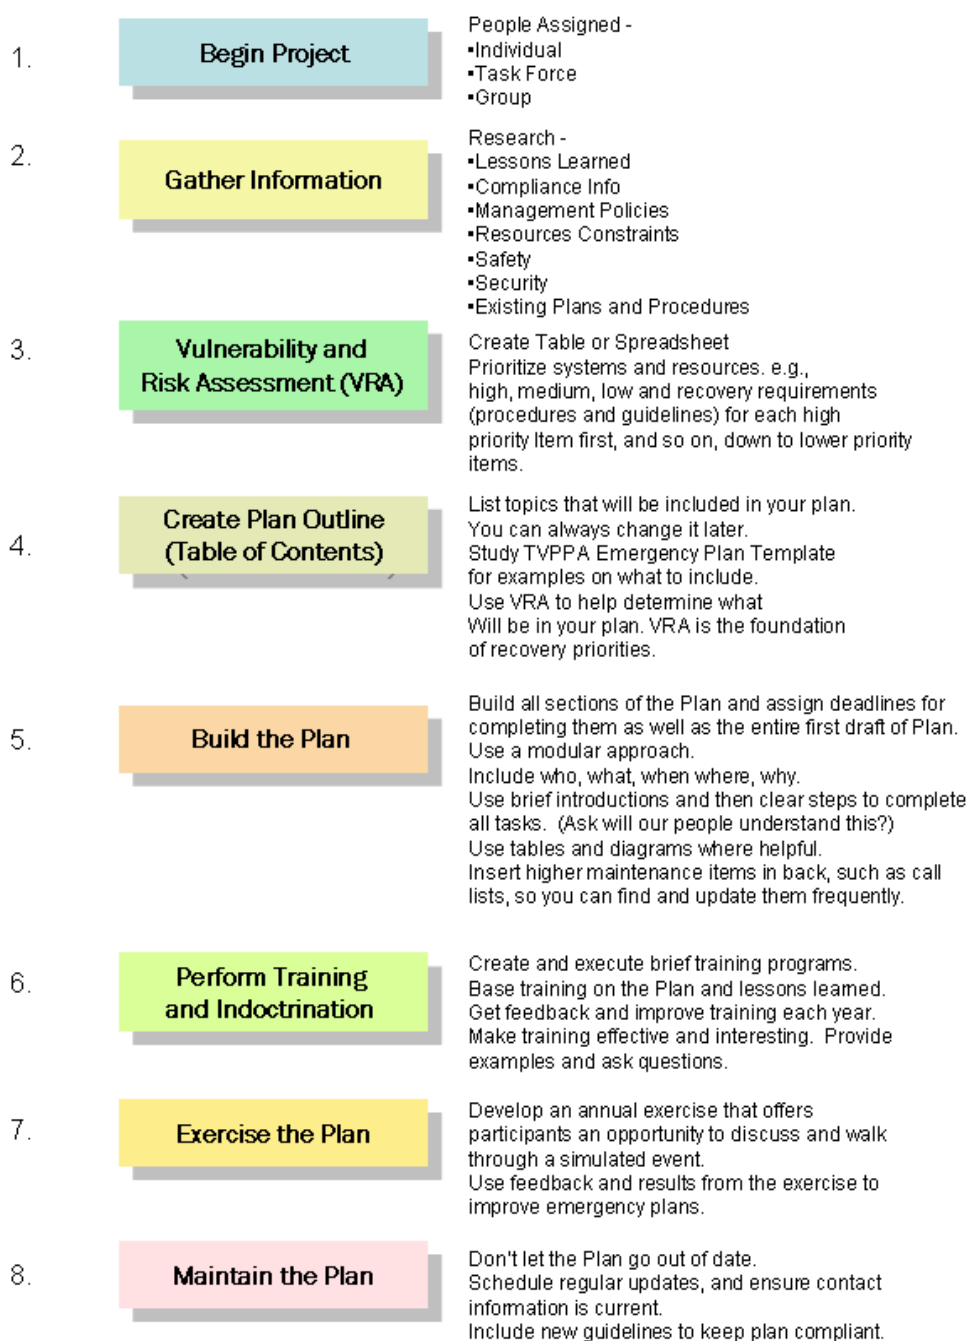 1.
Begin Project
People Assigned -
▪Individual
▪Task Force
▪Group
2.
Gather Information
Research -
▪Lessons Learned
▪Compliance Info
▪Management Policies
▪Resources Constraints
▪Safety
▪Security
▪Existing Plans and Procedures
3.
Vulnerability and
Risk Assessment (VRA)
Create Table or Spreadsheet
Prioritize systems and resources. e.g.,
high, medium, low and recovery requirements
(procedures and guidelines) for each high
priority Item first, and so on, down to lower priority
items.
4.
Create Plan Outline
(Table of Contents)
List topics that will be included in your plan.
You can always change it later.
Study TVPPA Emergency Plan Template
for examples on what to include.
Use VRA to help determine what
Will be in your plan. VRA is the foundation
of recovery priorities.
5.
Build the Plan
Build all sections of the Plan and assign deadlines for
completing them as well as the entire first draft of Plan.
Use a modular approach.
Include who, what, when where, why.
Use brief introductions and then clear steps to complete
all tasks.  (Ask will our people understand this?)
Use tables and diagrams where helpful.
Insert higher maintenance items in back, such as call
lists, so you can find and update them frequently.
6.
Perform Training
and Indoctrination
Create and execute brief training programs.
Base training on the Plan and lessons learned.
Get feedback and improve training each year.
Make training effective and interesting.  Provide
examples and ask questions.
7.
Exercise the Plan
Develop an annual exercise that offers
participants an opportunity to discuss and walk
through a simulated event.
Use feedback and results from the exercise to
improve emergency plans.
8.
Maintain the Plan
Don't let the Plan go out of date.
Schedule regular updates, and ensure contact
information is current.
Include new guidelines to keep plan compliant.